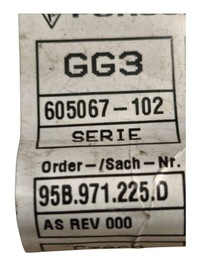 GG3
605067-102
SERIE
Order-/Sach-Nr.
95B.971.225.D
AS REV 000